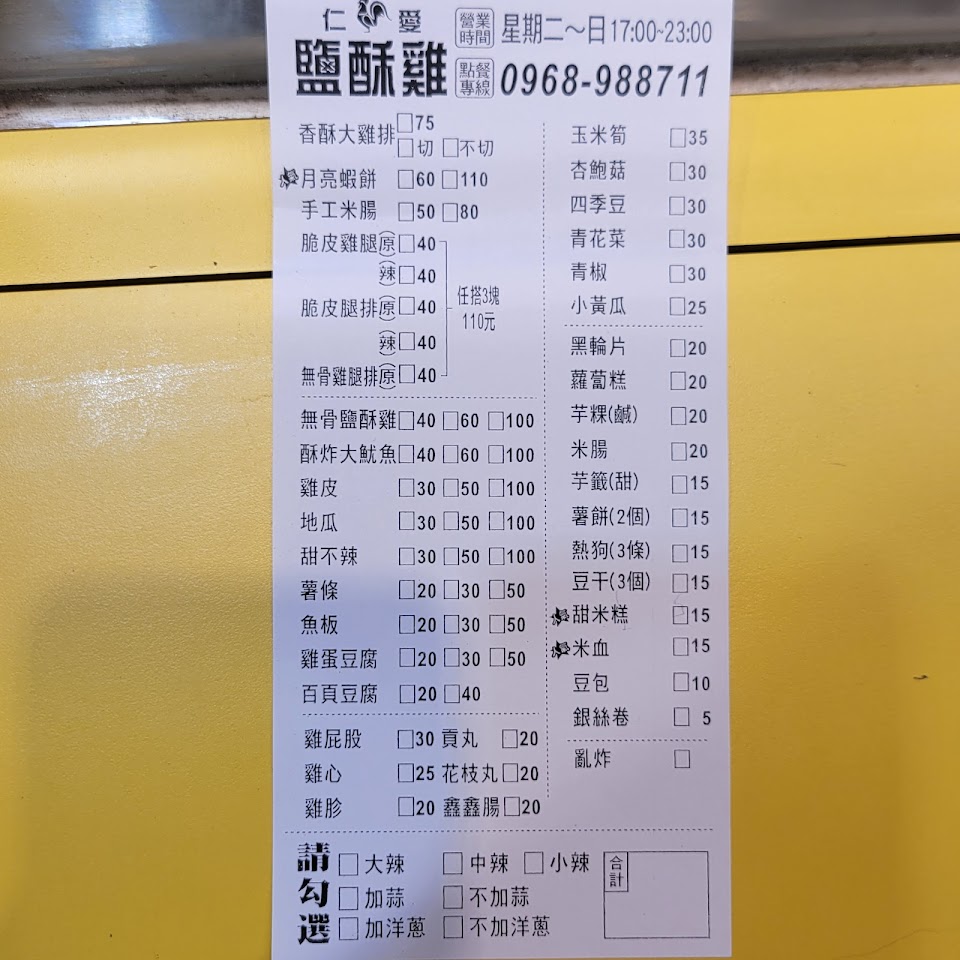 仁愛
鹽酥雞
營業時間 星期二～日17:00~23:00
點餐專線 0968-988711
香酥大雞排 □75
□切 □不切
月亮蝦餅 □60 □110
手工米腸 □50 □80
脆皮雞腿(原) □40
(辣) □40
脆皮腿排(原) □40
(辣) □40
無骨雞腿排(原) □40
任搭3塊
110元
無骨鹽酥雞 □40 □60 □100
酥炸大魷魚 □40 □60 □100
雞皮 □30 □50 □100
地瓜 □30 □50 □100
甜不辣 □30 □50 □100
薯條 □20 □30 □50
魚板 □20 □30 □50
雞蛋豆腐 □20 □30 □50
百頁豆腐 □20 □40
雞屁股 □30 貢丸 □20
雞心 □25 花枝丸 □20
雞胗 □20 鑫鑫腸 □20
玉米筍 □35
杏鮑菇 □30
四季豆 □30
青花菜 □30
青椒 □30
小黃瓜 □25
黑輪片 □20
蘿蔔糕 □20
芋粿(鹹) □20
米腸 □20
芋籤(甜) □15
薯餅(2個) □15
熱狗(3條) □15
豆干(3個) □15
甜米糕 □15
米血 □15
豆包 □10
銀絲卷 □ 5
亂炸 □
請勾選
□大辣 □中辣 □小辣
□加蒜 □不加蒜
□加洋蔥 □不加洋蔥
合計